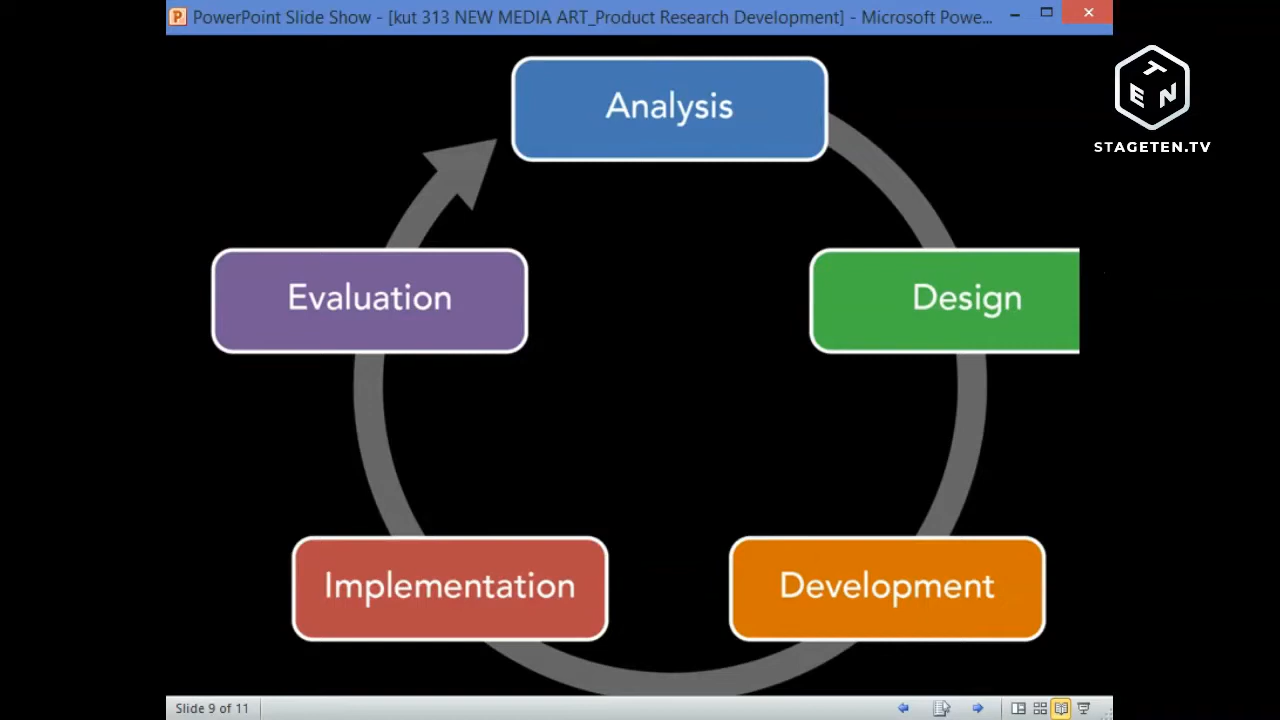 PowerPoint Slide Show - [kut 313 NEW MEDIA ART_Product Research Development] - Microsoft Powe...
TEN
STAGETEN.TV
Analysis
Evaluation
Design
Implementation
Development
Slide 9 of 11